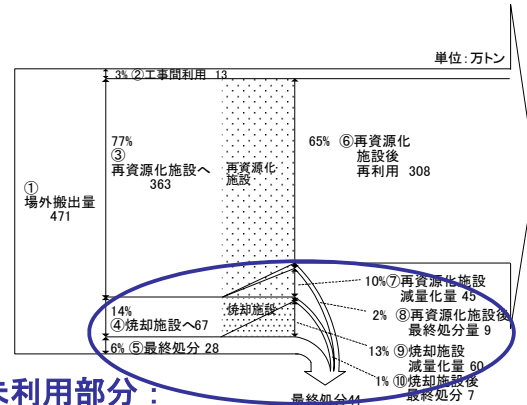 単位:万トン
3% ②工事間利用 13
77%
③
再資源化施設へ
363
再資源化
施設
65% ⑥再資源化
施設後
再利用 308
①
場外搬出量
471
10%⑦再資源化施設
減量化量 45
14%
④焼却施設へ67
焼却施設
2% ⑧再資源化施設後
最終処分量 9
6% ⑤最終処分 28
13% ⑨焼却施設
減量化量 60
1% ⑩焼却施設後
最終処分 7
最終処分44
未利用部分: